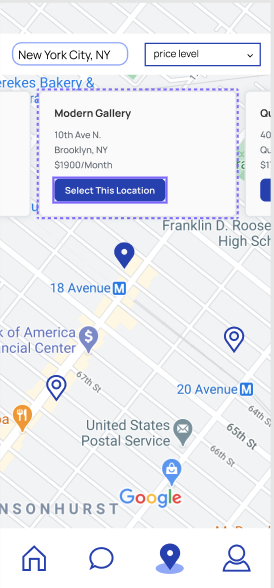 New York City, NY
price level
erekes Bakery &
Modern Gallery
10th Ave N.
Brooklyn, NY
$1900/Month
Select This Location
Qu
40
Qu
$1
Franklin D. Roose
High Sch
18 Avenue M
k of America
ncial Center
67th St
20 Avenue M
64th S
65th St
66th St
United States
Postal Service
Google
NSONHURST